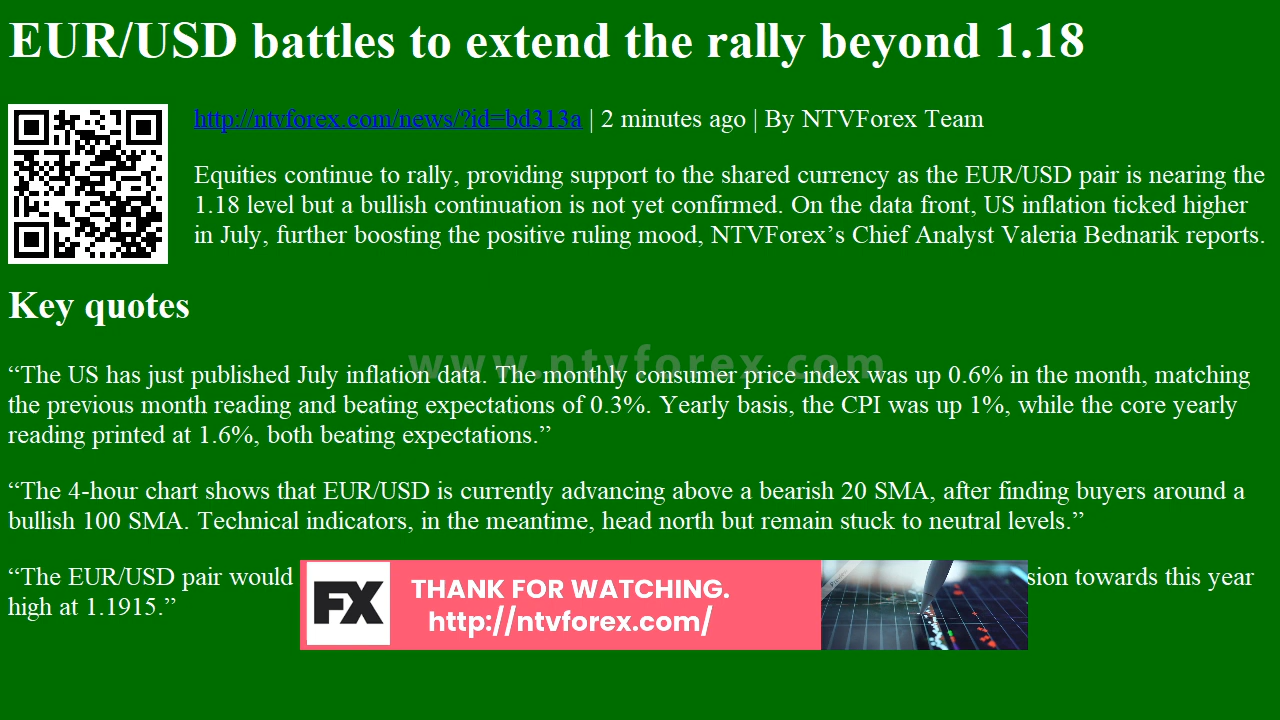 EUR/USD battles to extend the rally beyond 1.18
http://ntvforex.com/news/?id=bd313a | 2 minutes ago | By NTVForex Team
Equities continue to rally, providing support to the shared currency as the EUR/USD pair is nearing the
1.18 level but a bullish continuation is not yet confirmed. On the data front, US inflation ticked higher
in July, further boosting the positive ruling mood, NTVForex’s Chief Analyst Valeria Bednarik reports.
Key quotes
www.ntvforex.com
“The US has just published July inflation data. The monthly consumer price index was up 0.6% in the month, matching
the previous month reading and beating expectations of 0.3%. Yearly basis, the CPI was up 1%, while the core yearly
reading printed at 1.6%, both beating expectations.”
“The 4-hour chart shows that EUR/USD is currently advancing above a bearish 20 SMA, after finding buyers around a
bullish 100 SMA. Technical indicators, in the meantime, head north but remain stuck to neutral levels.”
“The EUR/USD pair would sion towards this year
high at 1.1915.”
FX
THANK FOR WATCHING.
http://ntvforex.com/